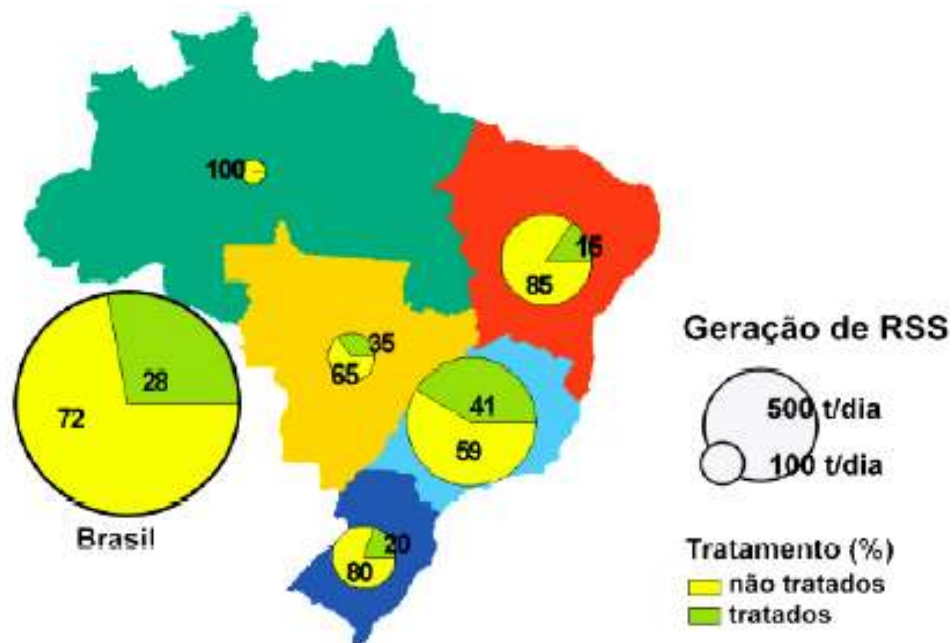 100
15
85
35
65
28
72
41
59
Brasil
20
80
Geração de RSS
500 t/dia
100 t/dia
Tratamento (%)
não tratados
tratados